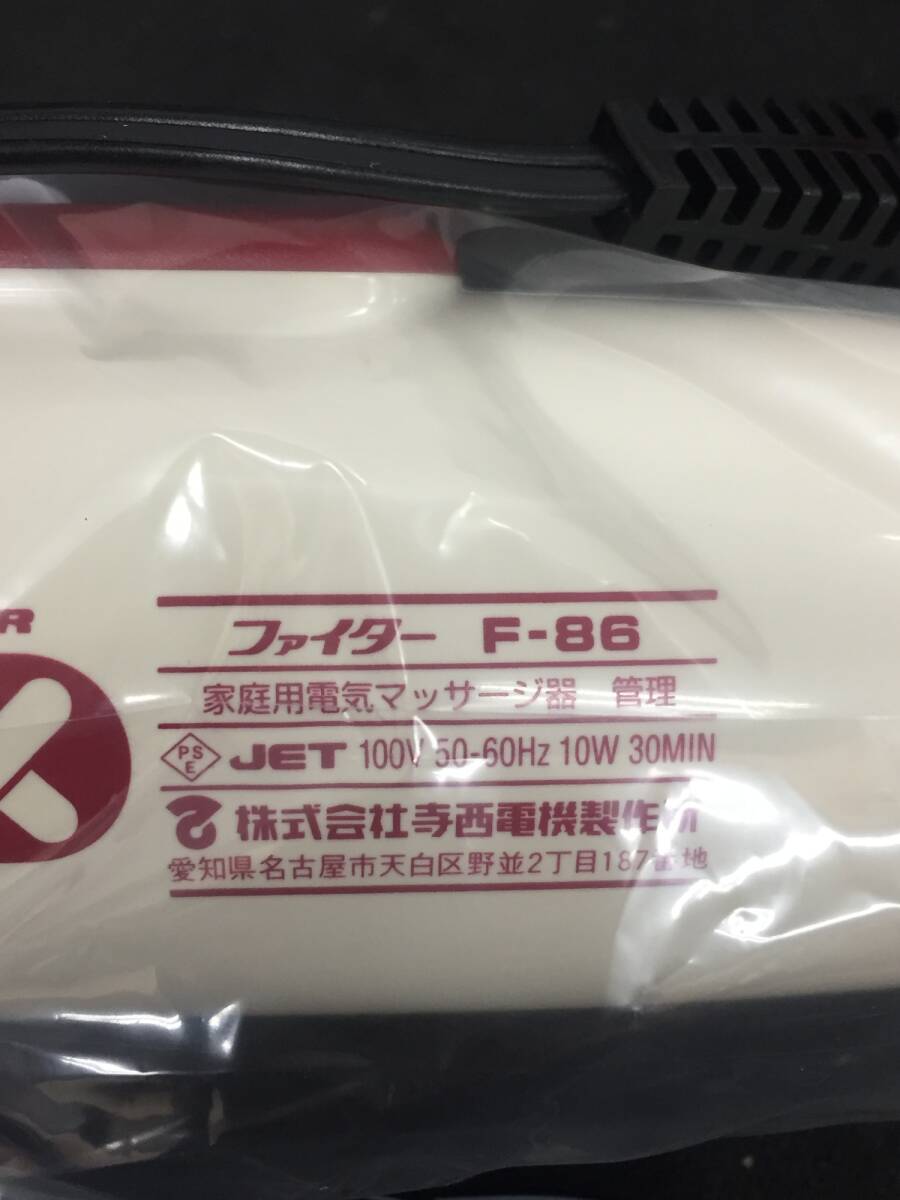 R
ファイター F-86
家庭用電気マッサージ器 管理
PSE JET 100V 50-60Hz 10W 30MIN
株式会社寺西電機製作所
愛知県名古屋市天白区野並2丁目187番地